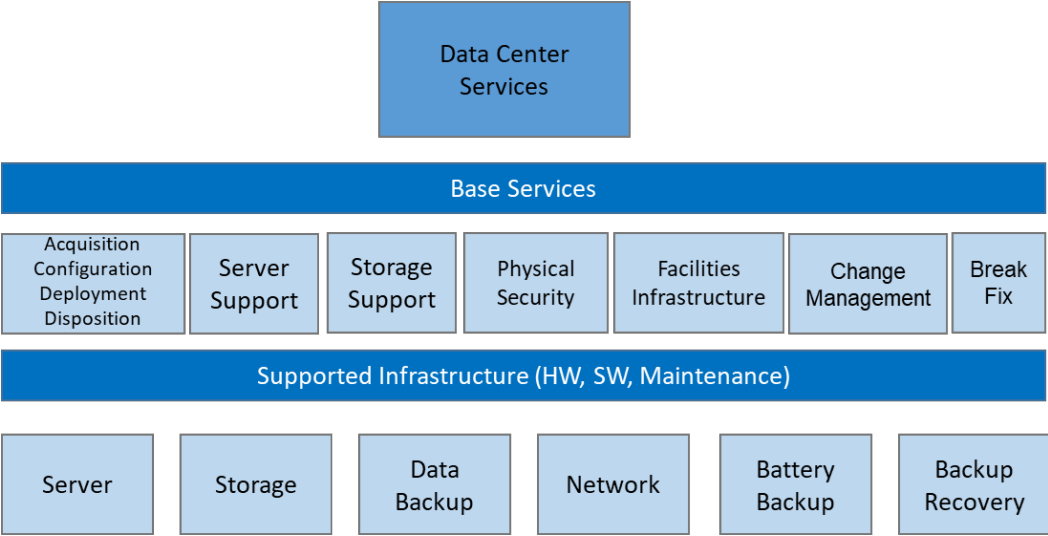 Data Center
Services
Base Services
Acquisition
Configuration
Deployment
Disposition
Server
Support
Storage
Support
Physical
Security
Facilities
Infrastructure
Change
Management
Break
Fix
Supported Infrastructure (HW, SW, Maintenance)
Server
Storage
Data
Backup
Network
Battery
Backup
Backup
Recovery